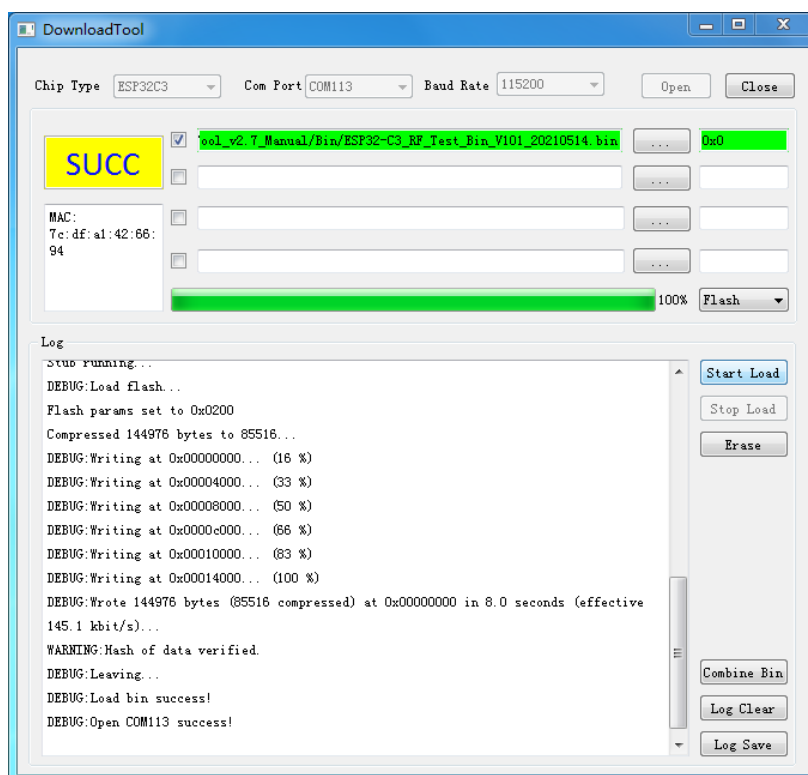 DownloadTool
Chip Type ESP32C3 Com Port COM113 Baud Rate 115200 Open Close
SUCC
ool_v2.7_Manual/Bin/ESP32-C3_RF_Test_Bin_V101_20210514.bin ... 0x0
...
MAC:
7c:df:a1:42:66:
94
...
...
100% Flash
Log
Stub running...
DEBUG:Load flash...
Flash params set to 0x0200
Compressed 144976 bytes to 85516...
DEBUG:Writing at 0x00000000... (16 %)
DEBUG:Writing at 0x00004000... (33 %)
DEBUG:Writing at 0x00008000... (50 %)
DEBUG:Writing at 0x0000c000... (66 %)
DEBUG:Writing at 0x00010000... (83 %)
DEBUG:Writing at 0x00014000... (100 %)
DEBUG:Wrote 144976 bytes (85516 compressed) at 0x00000000 in 8.0 seconds (effective
145.1 kbit/s)...
WARNING:Hash of data verified.
DEBUG:Leaving...
DEBUG:Load bin success!
DEBUG:Open COM113 success!
Start Load
Stop Load
Erase
Combine Bin
Log Clear
Log Save